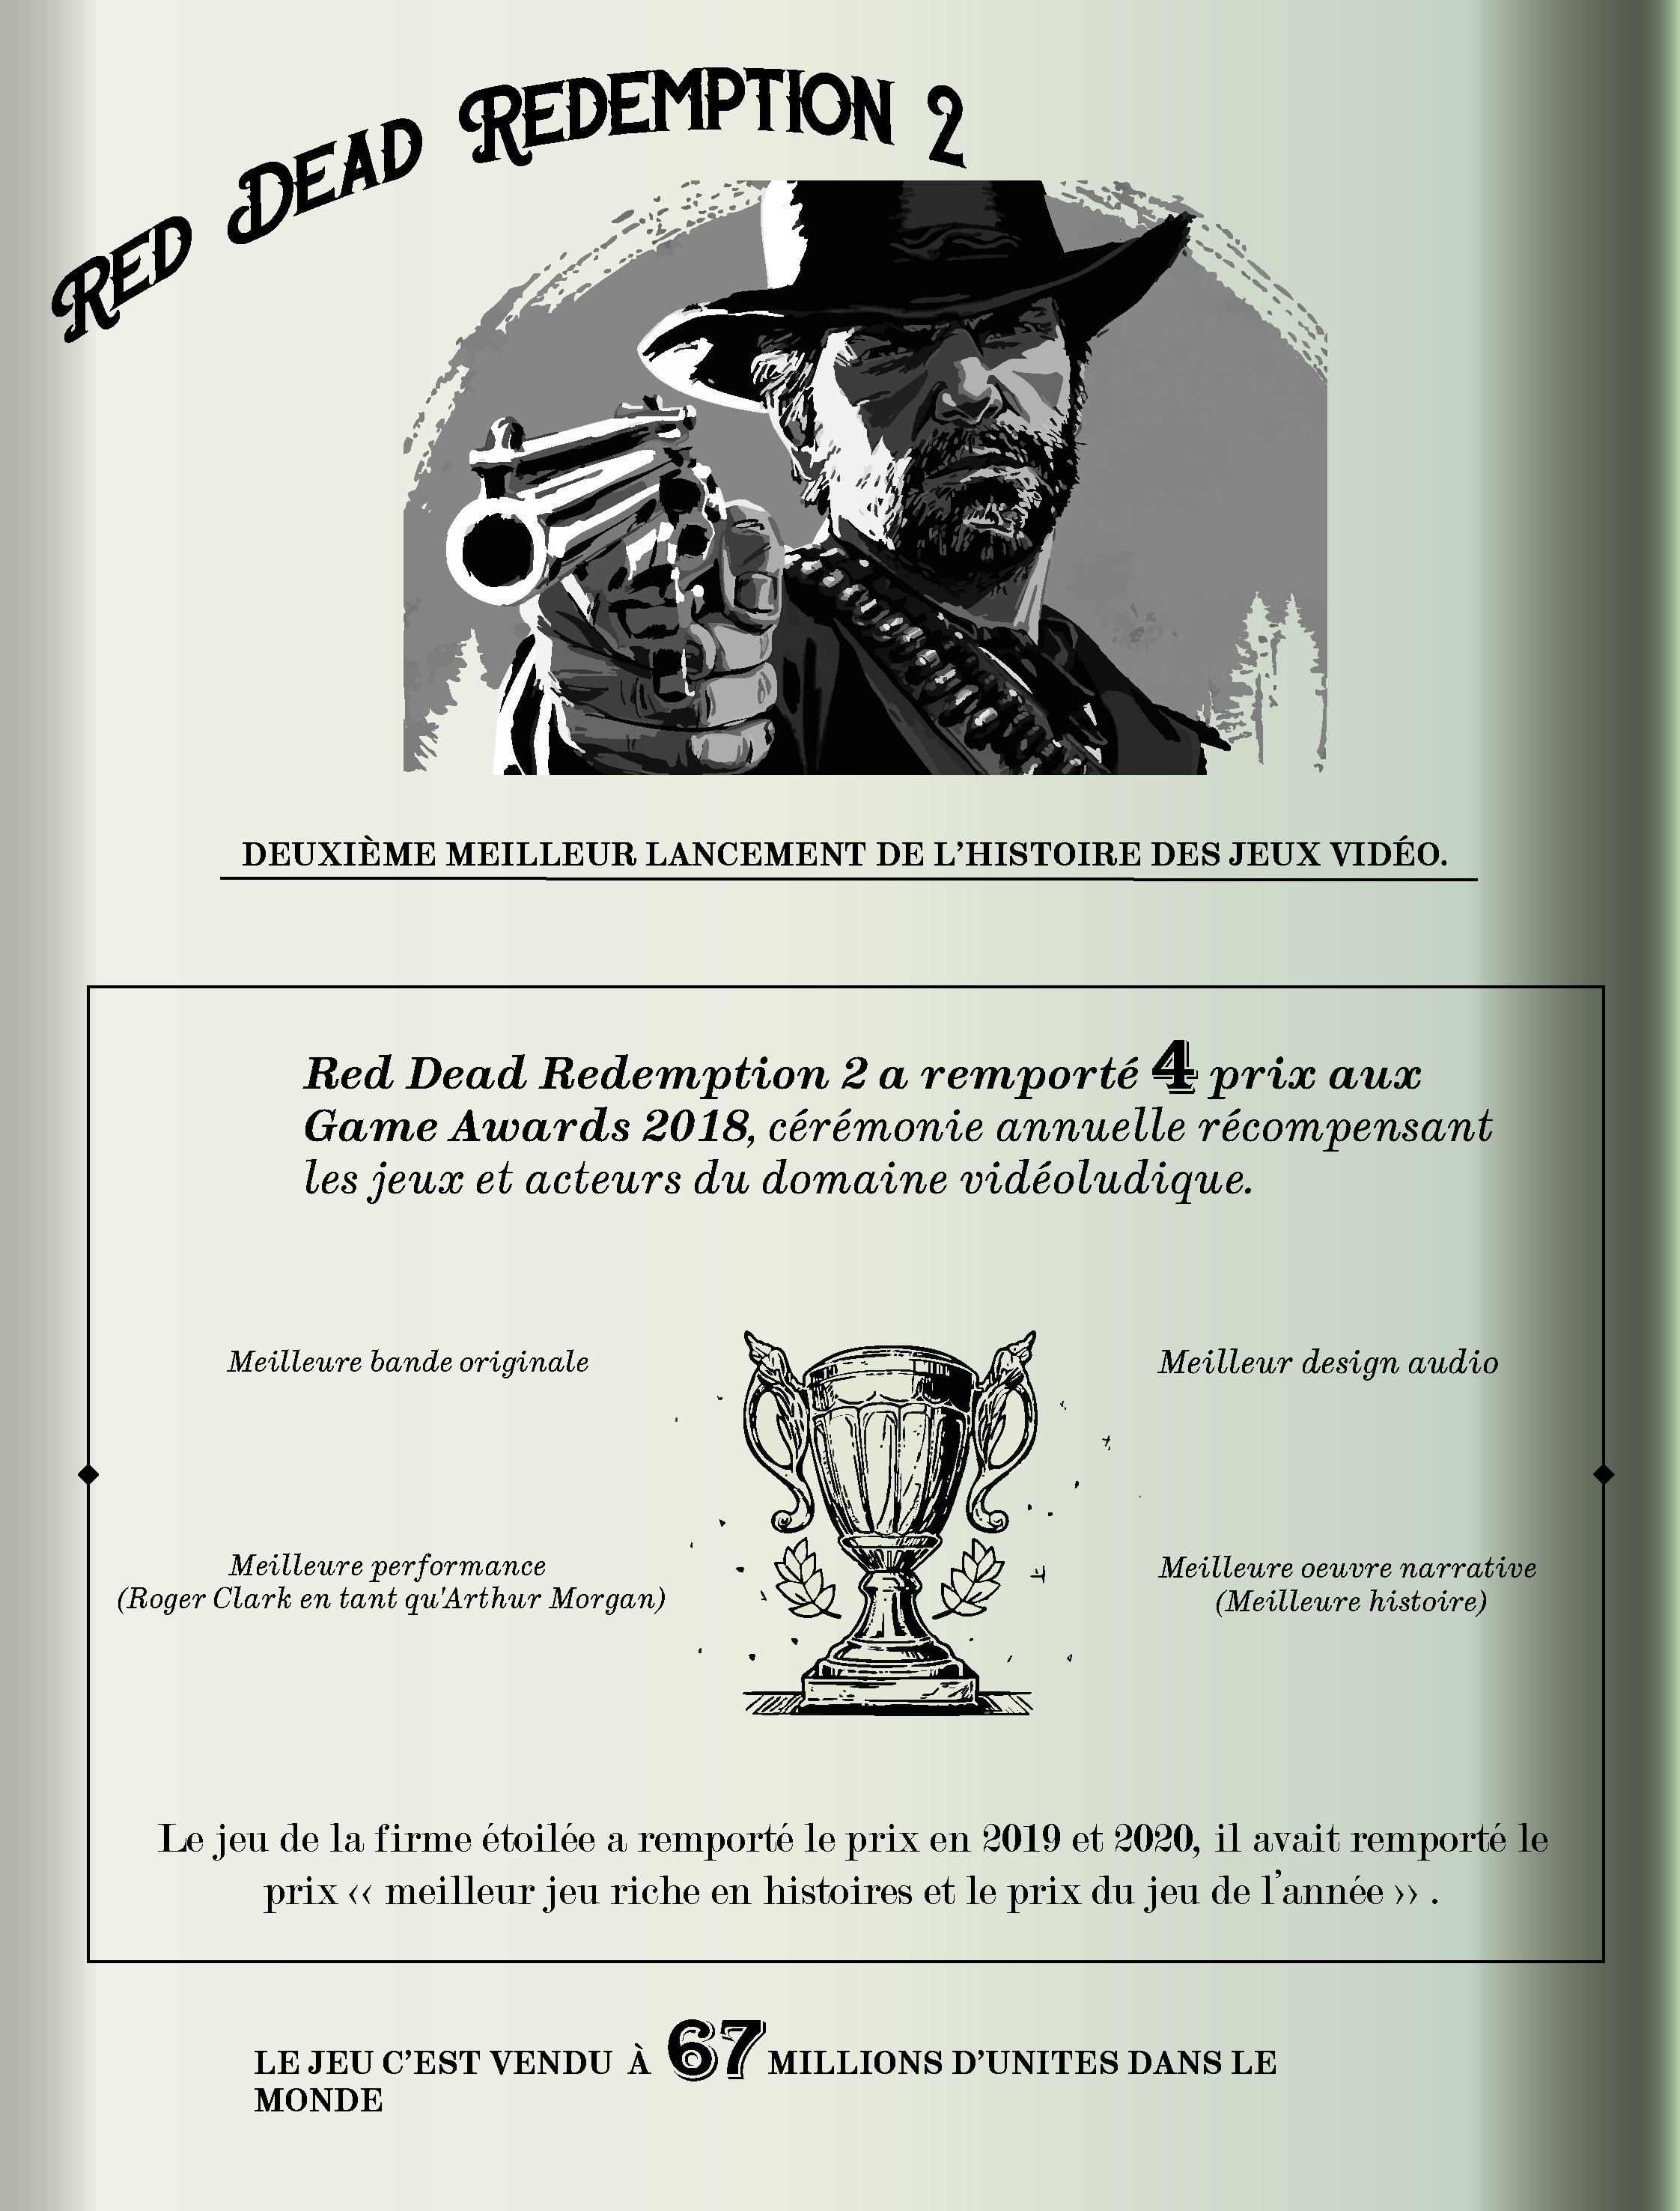 Red Dead Redemption 2
DEUXIÈME MEILLEUR LANCEMENT DE L’HISTOIRE DES JEUX VIDÉO.
Red Dead Redemption 2 a remporté 4 prix aux
Game Awards 2018, cérémonie annuelle récompensant
les jeux et acteurs du domaine vidéoludique.
Meilleure bande originale
Meilleur design audio
Meilleure performance
(Roger Clark en tant qu'Arthur Morgan)
Meilleure oeuvre narrative
(Meilleure histoire)
Le jeu de la firme étoilée a remporté le prix en 2019 et 2020, il avait remporté le
prix ‹‹ meilleur jeu riche en histoires et le prix du jeu de l’année ›› .
LE JEU C’EST VENDU À 67 MILLIONS D’UNITES DANS LE
MONDE